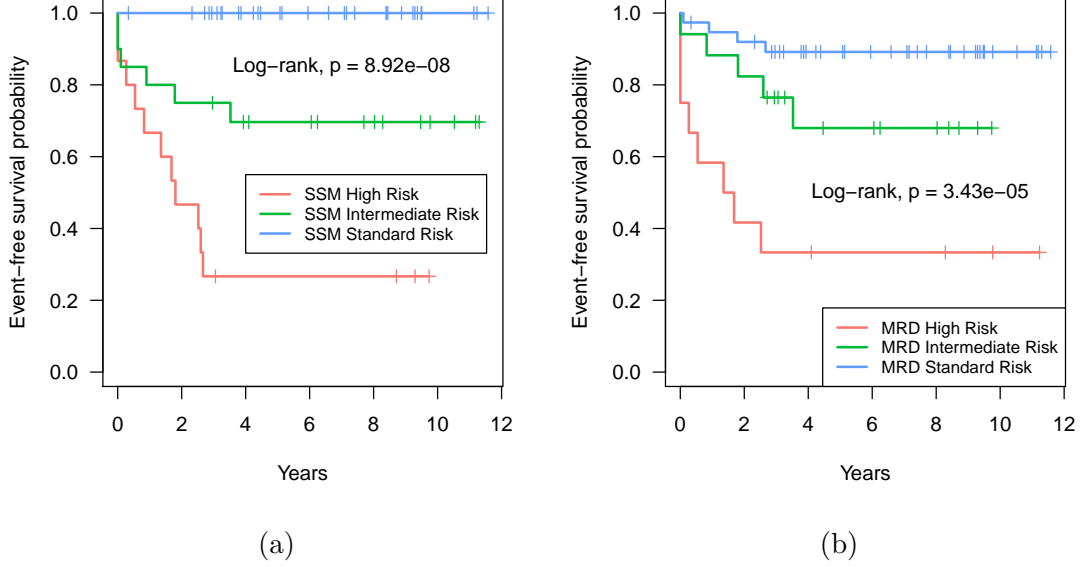 1.0
0.8
0.6
0.4
0.2
0.0
Event−free survival probability
Log−rank, p = 8.92e−08
SSM High Risk
SSM Intermediate Risk
SSM Standard Risk
0 2 4 6 8 10 12
Years
(a)
1.0
0.8
0.6
0.4
0.2
0.0
Event−free survival probability
Log−rank, p = 3.43e−05
MRD High Risk
MRD Intermediate Risk
MRD Standard Risk
0 2 4 6 8 10 12
Years
(b)